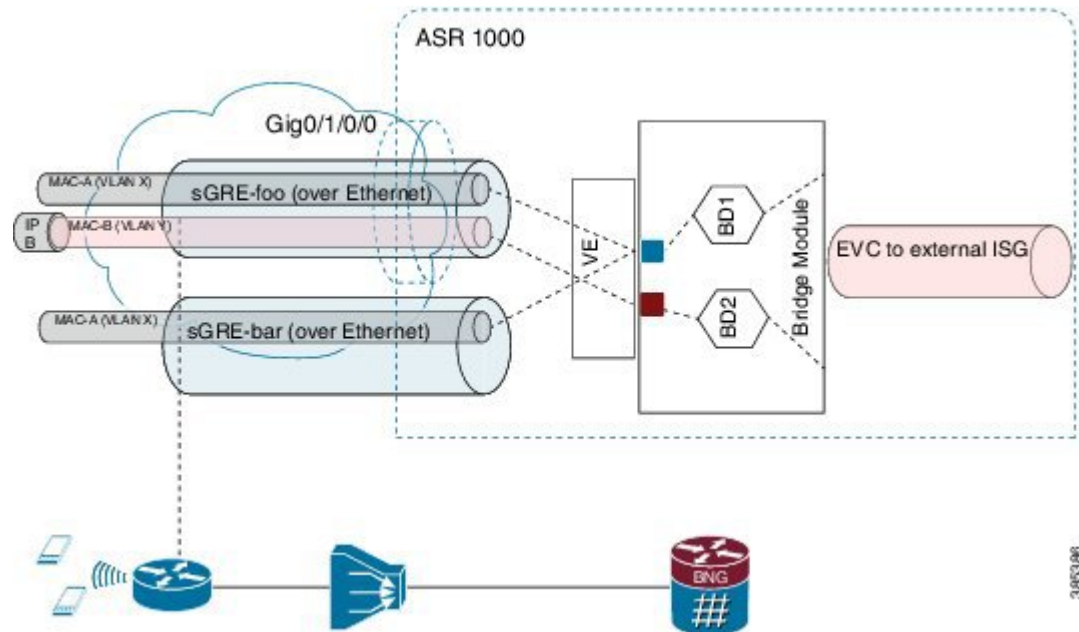 ASR 1000
Gig0/1/0/0
MAC-A (VLAN X)
sGRE-foo (over Ethernet)
IP
B
MAC-B (VLAN Y)
MAC-A (VLAN X)
sGRE-bar (over Ethernet)
VE
BD1
BD2
Bridge Module
EVC to external ISG
BNG
385386